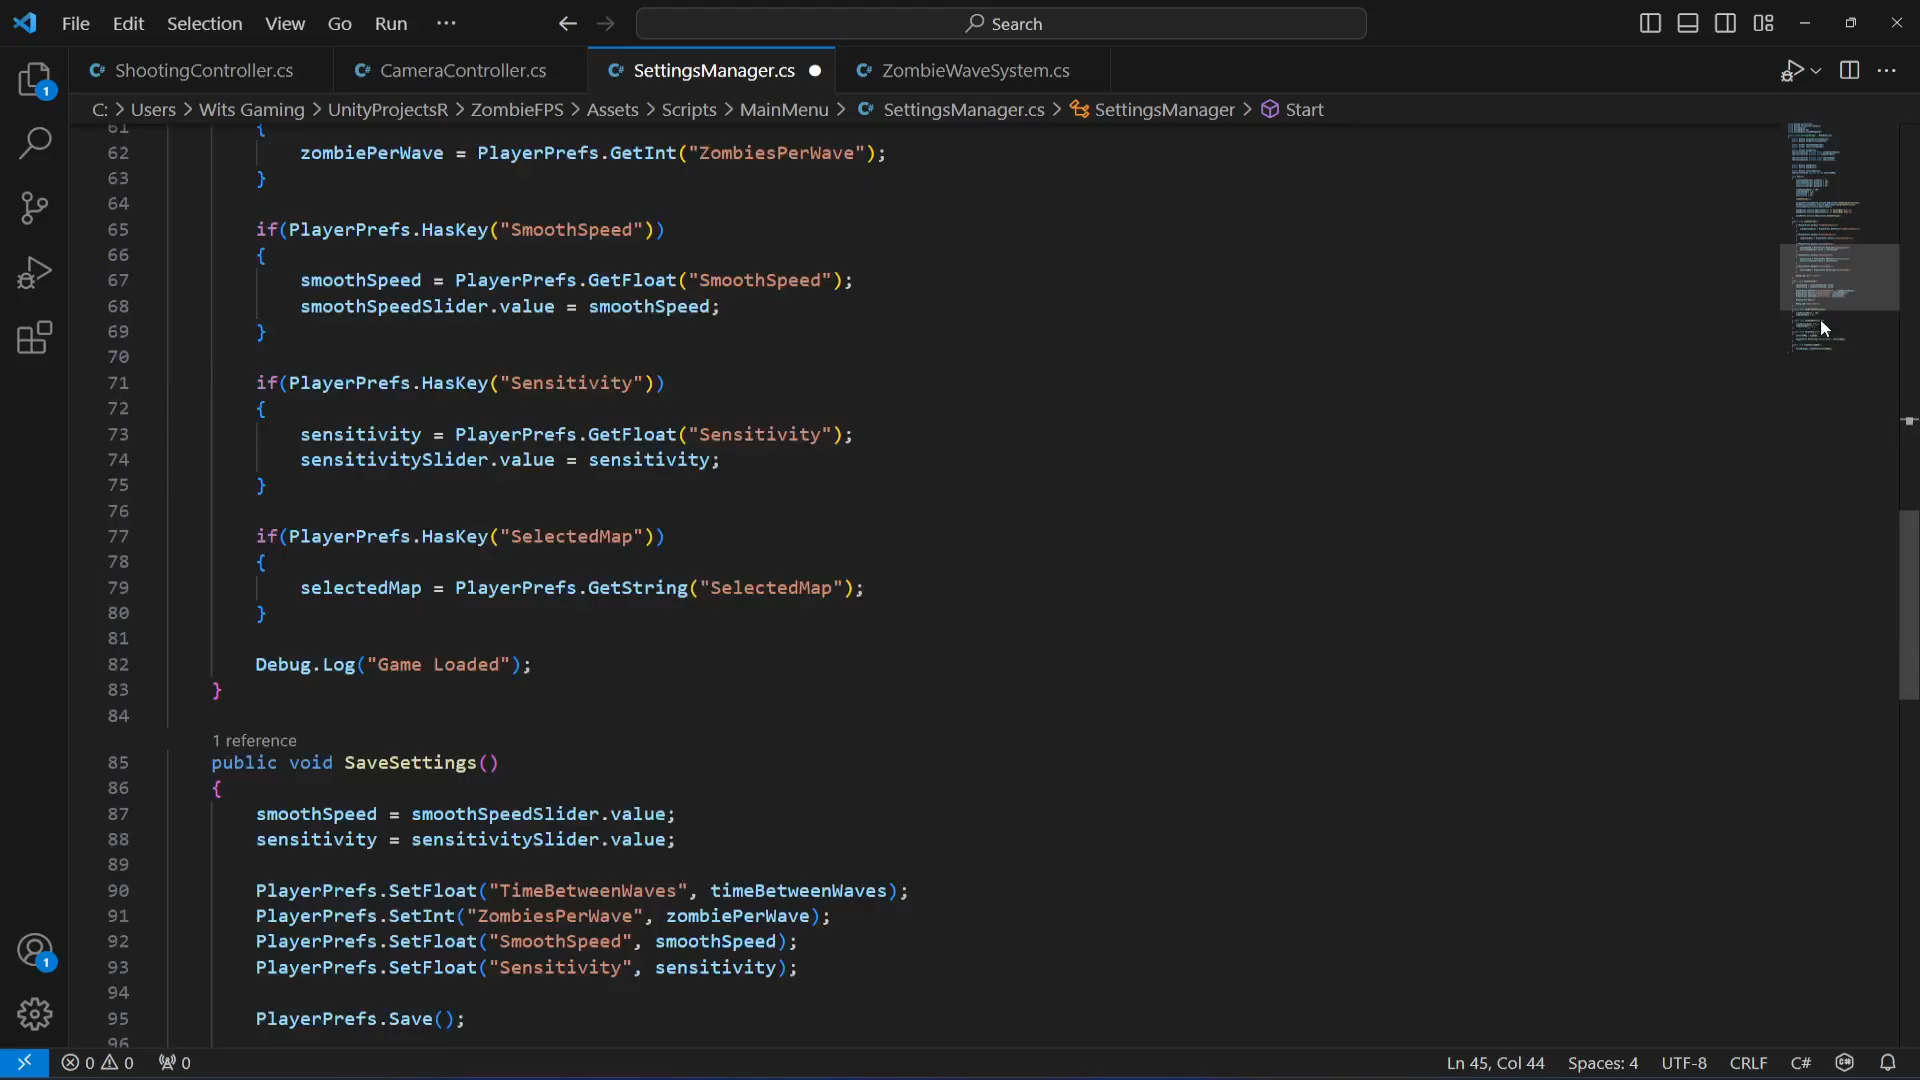 File Edit Selection View Go Run ···
Search
ShootingController.cs
CameraController.cs
SettingsManager.cs
ZombieWaveSystem.cs
C: > Users > Wits Gaming > UnityProjectsR > ZombieFPS > Assets > Scripts > MainMenu > SettingsManager.cs > SettingsManager > Start
61 {
62 zombiePerWave = PlayerPrefs.GetInt("ZombiesPerWave");
63 }
64
65 if(PlayerPrefs.HasKey("SmoothSpeed"))
66 {
67 smoothSpeed = PlayerPrefs.GetFloat("SmoothSpeed");
68 smoothSpeedSlider.value = smoothSpeed;
69 }
70
71 if(PlayerPrefs.HasKey("Sensitivity"))
72 {
73 sensitivity = PlayerPrefs.GetFloat("Sensitivity");
74 sensitivitySlider.value = sensitivity;
75 }
76
77 if(PlayerPrefs.HasKey("SelectedMap"))
78 {
79 selectedMap = PlayerPrefs.GetString("SelectedMap");
80 }
81
82 Debug.Log("Game Loaded");
83 }
84
1 reference
85 public void SaveSettings()
86 {
87 smoothSpeed = smoothSpeedSlider.value;
88 sensitivity = sensitivitySlider.value;
89
90 PlayerPrefs.SetFloat("TimeBetweenWaves", timeBetweenWaves);
91 PlayerPrefs.SetInt("ZombiesPerWave", zombiePerWave);
92 PlayerPrefs.SetFloat("SmoothSpeed", smoothSpeed);
93 PlayerPrefs.SetFloat("Sensitivity", sensitivity);
94
95 PlayerPrefs.Save();
96
1
1
0 0 0
Ln 45, Col 44 Spaces: 4 UTF-8 CRLF C#